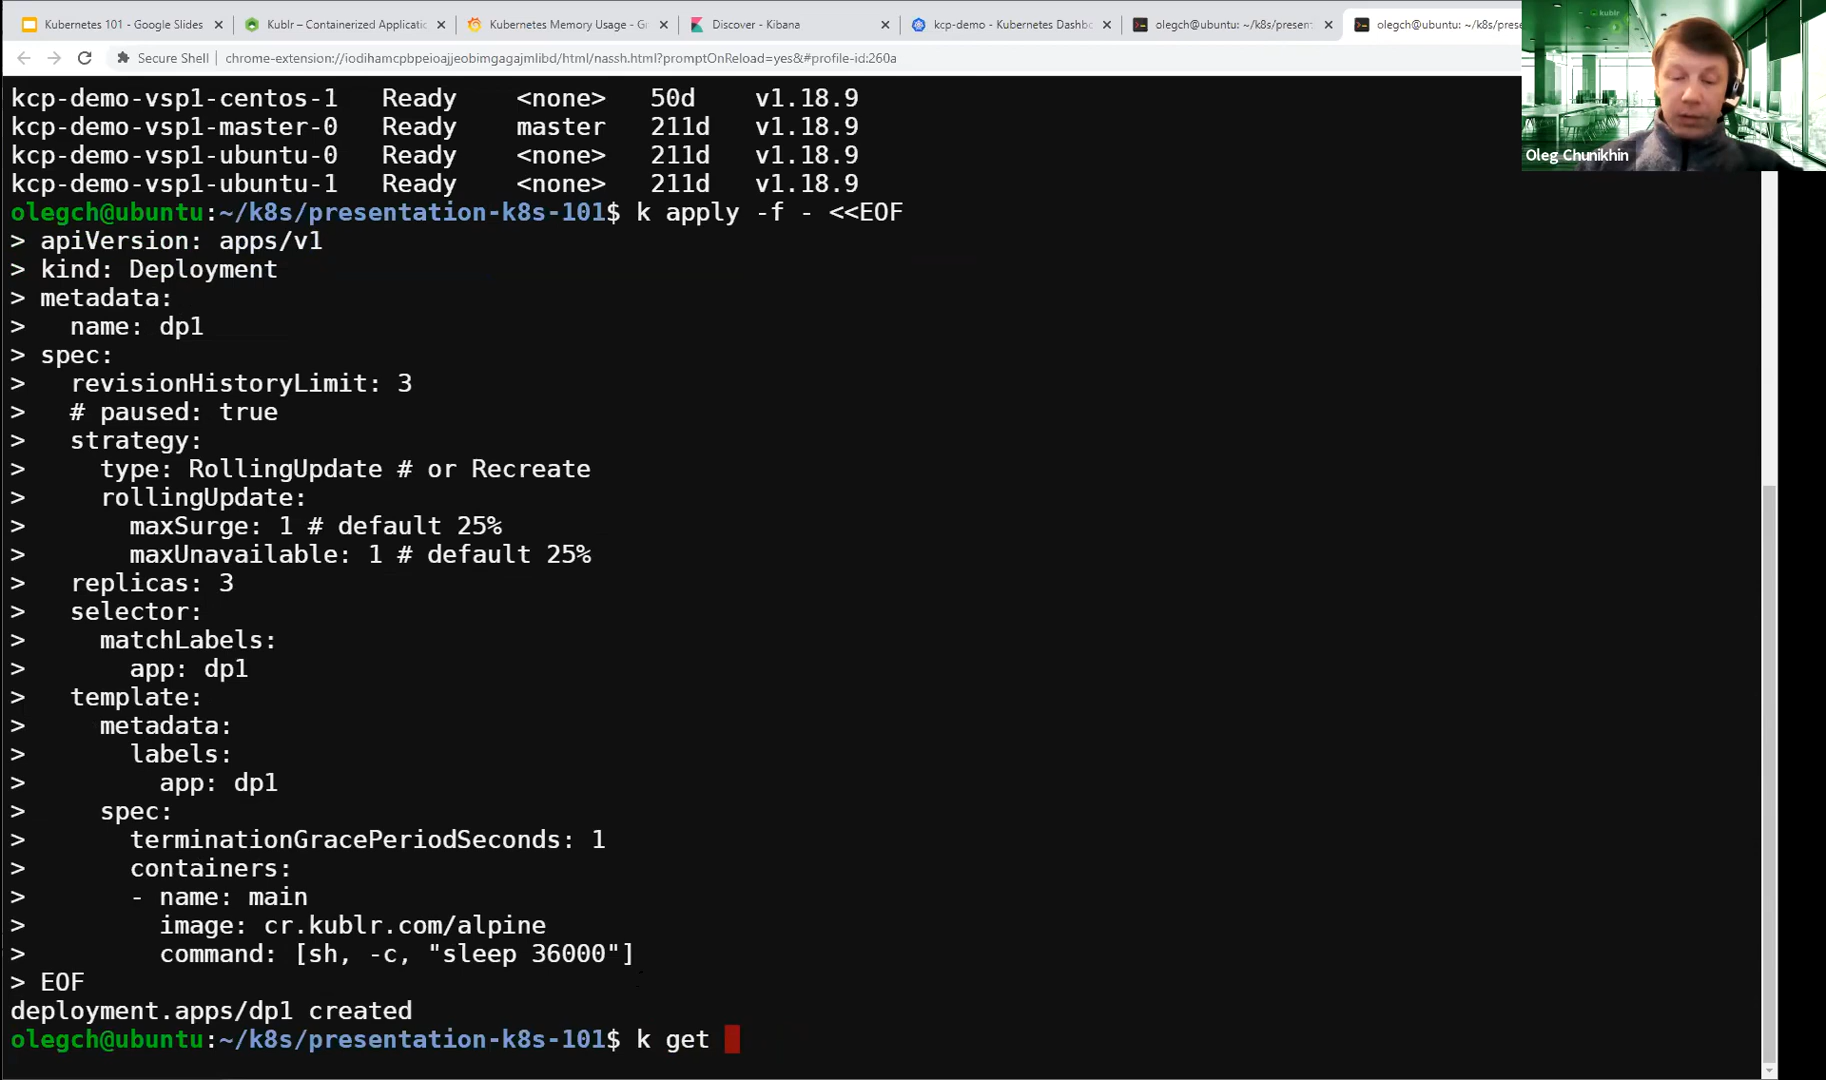 Kubernetes 101 - Google Slides
Kublr – Containerized Applicatic
Kubernetes Memory Usage - G
Discover - Kibana
kcp-demo - Kubernetes Dashbo
olegch@ubuntu: ~/k8s/present
olegch@ubuntu: ~/k8s/prese
Secure Shell
chrome-extension://iodihamcpbpeioajjeobimgagajmlibd/html/nassh.html?promptOnReload=yes&#profile-id:260a
kublr
Oleg Chunikhin
kcp-demo-vsp1-centos-1 Ready <none> 50d v1.18.9
kcp-demo-vsp1-master-0 Ready master 211d v1.18.9
kcp-demo-vsp1-ubuntu-0 Ready <none> 211d v1.18.9
kcp-demo-vsp1-ubuntu-1 Ready <none> 211d v1.18.9
olegch@ubuntu:~/k8s/presentation-k8s-101$ k apply -f - <<EOF
> apiVersion: apps/v1
> kind: Deployment
> metadata:
>   name: dp1
> spec:
>   revisionHistoryLimit: 3
>   # paused: true
>   strategy:
>     type: RollingUpdate # or Recreate
>     rollingUpdate:
>       maxSurge: 1 # default 25%
>       maxUnavailable: 1 # default 25%
>   replicas: 3
>   selector:
>     matchLabels:
>       app: dp1
>   template:
>     metadata:
>       labels:
>         app: dp1
>     spec:
>       terminationGracePeriodSeconds: 1
>       containers:
>       - name: main
>         image: cr.kublr.com/alpine
>         command: [sh, -c, "sleep 36000"]
> EOF
deployment.apps/dp1 created
olegch@ubuntu:~/k8s/presentation-k8s-101$ k get